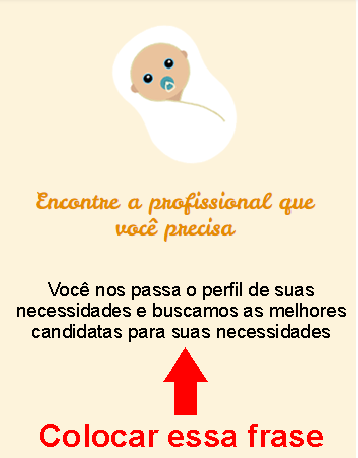 Encontre a profissional que
você precisa
Você nos passa o perfil de suas
necessidades e buscamos as melhores
candidatas para suas necessidades
Colocar essa frase